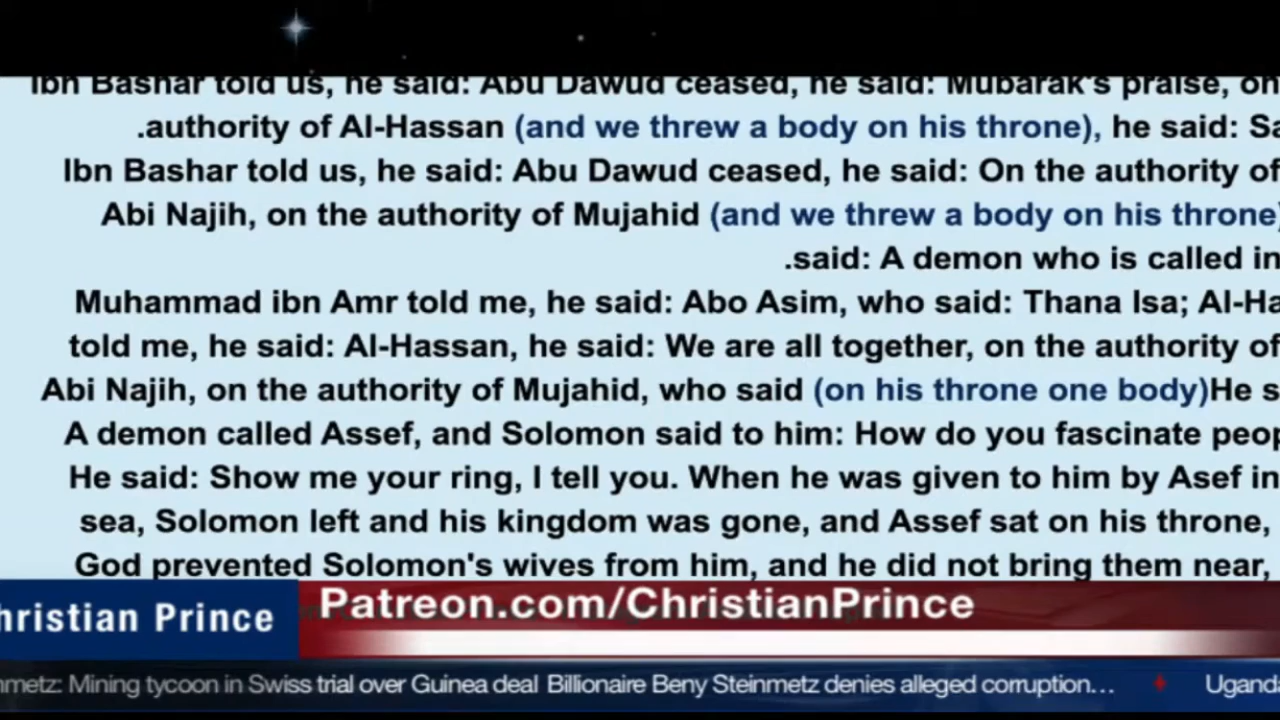 Ibn Bashar told us, he said: Abu Dawud ceased, he said: Mubarak's praise, on
.authority of Al-Hassan (and we threw a body on his throne), he said: Sa
Ibn Bashar told us, he said: Abu Dawud ceased, he said: On the authority of
Abi Najih, on the authority of Mujahid (and we threw a body on his throne)
.said: A demon who is called in
Muhammad ibn Amr told me, he said: Abo Asim, who said: Thana Isa; Al-Ha
told me, he said: Al-Hassan, he said: We are all together, on the authority of
Abi Najih, on the authority of Mujahid, who said (on his throne one body)He s
A demon called Assef, and Solomon said to him: How do you fascinate peop
He said: Show me your ring, I tell you. When he was given to him by Asef in
sea, Solomon left and his kingdom was gone, and Assef sat on his throne,
God prevented Solomon's wives from him, and he did not bring them near,
hristian Prince
Patreon.com/ChristianPrince
nmetz: Mining tycoon in Swiss trial over Guinea deal Billionaire Beny Steinmetz denies alleged corruption... Uganda